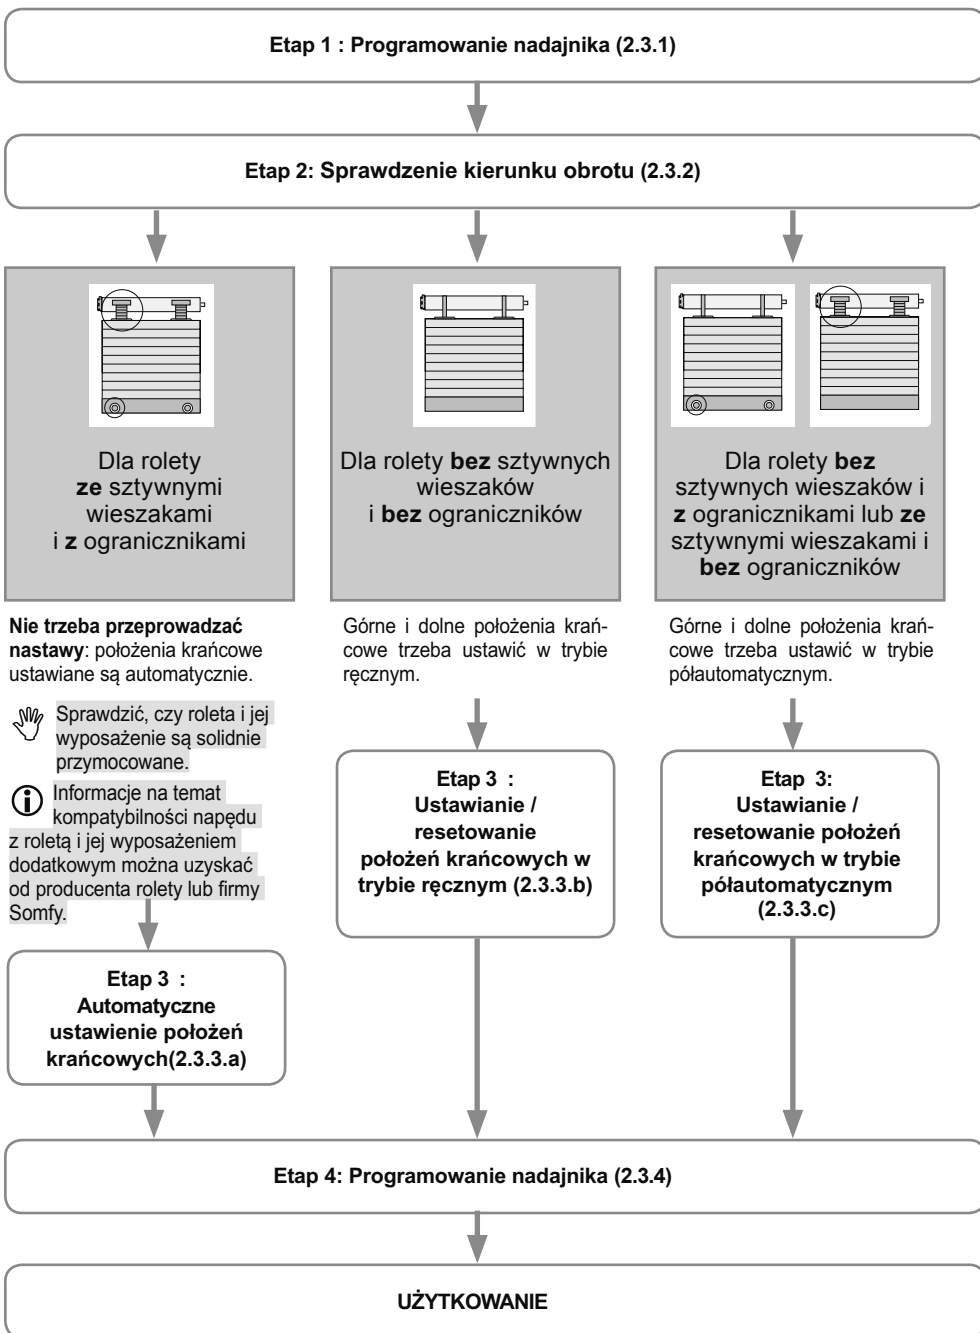 Etap 1 : Programowanie nadajnika (2.3.1)
Etap 2: Sprawdzenie kierunku obrotu (2.3.2)
Dla rolety
ze sztywnymi
wieszakami
i z ogranicznikami
Nie trzeba przeprowadzać
nastawy: położenia krańcowe
ustawiane są automatycznie.
Sprawdzić, czy roleta i jej
wyposażenie są solidnie
przymocowane.
Informacje na temat
kompatybilności napędu
z roletą i jej wyposażeniem
dodatkowym można uzyskać
od producenta rolety lub firmy
Somfy.
Etap 3 :
Automatyczne
ustawienie położeń
krańcowych(2.3.3.a)
Dla rolety bez sztywnych
wieszaków
i bez ograniczników
Górne i dolne położenia krań-
cowe trzeba ustawić w trybie
ręcznym.
Etap 3 :
Ustawianie /
resetowanie
położeń krańcowych w
trybie ręcznym (2.3.3.b)
Dla rolety bez
sztywnych wieszaków i
z ogranicznikami lub ze
sztywnymi wieszakami i
bez ograniczników
Górne i dolne położenia krań-
cowe trzeba ustawić w trybie
półautomatycznym.
Etap 3:
Ustawianie /
resetowanie położeń
krańcowych w trybie
półautomatycznym
(2.3.3.c)
Etap 4: Programowanie nadajnika (2.3.4)
UŻYTKOWANIE